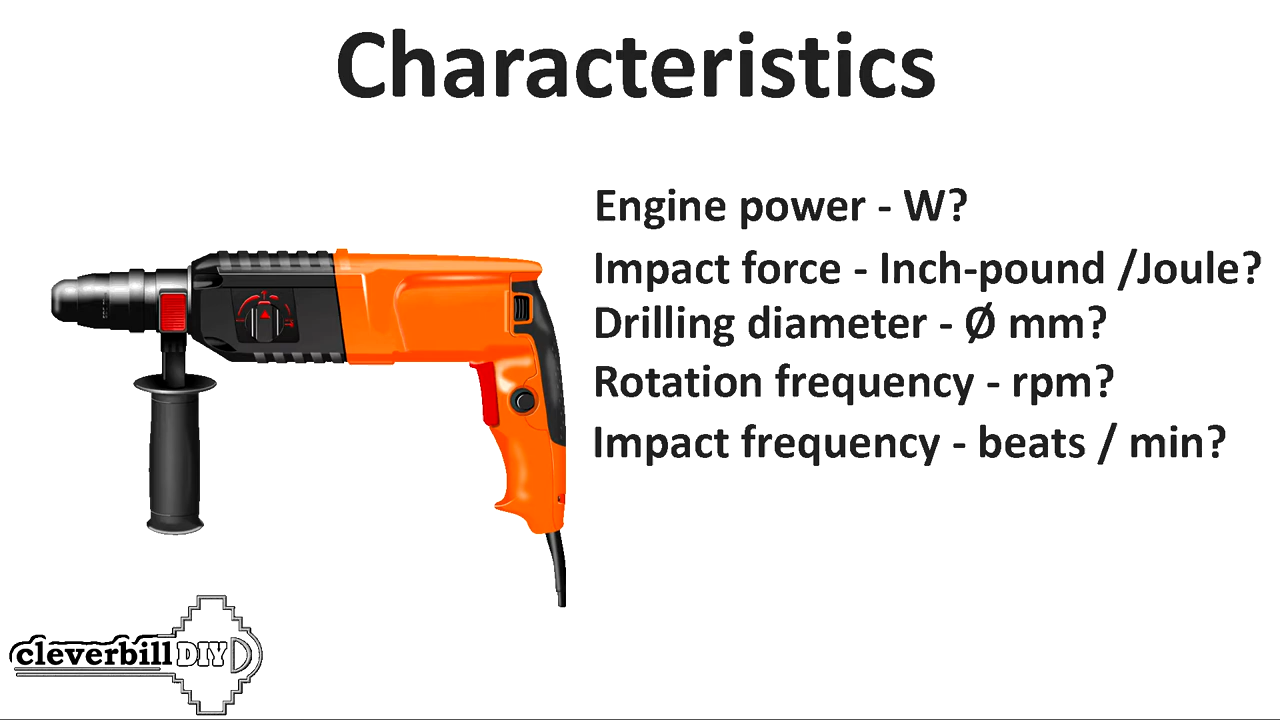 Characteristics
Engine power - W?
Impact force - Inch-pound /Joule?
Drilling diameter - Ø mm?
Rotation frequency - rpm?
Impact frequency - beats / min?
cleverbill DIY